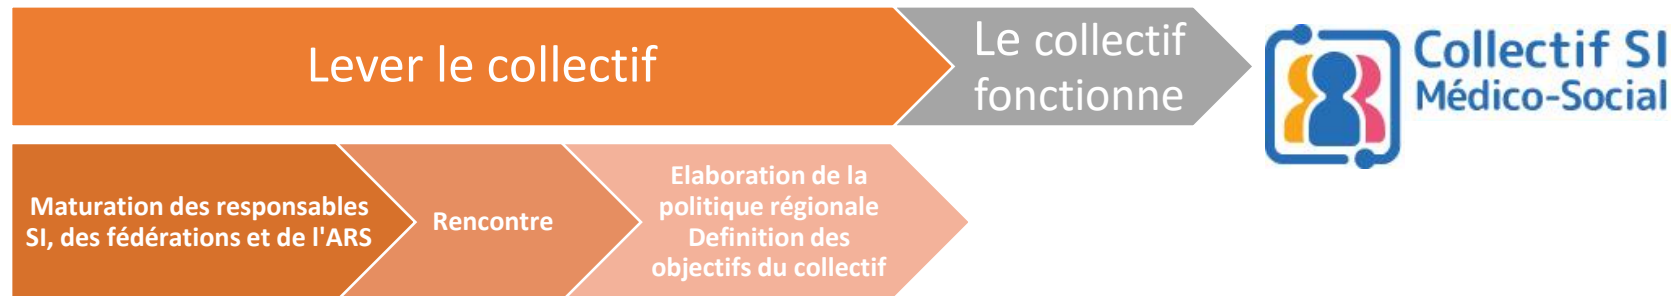 Lever le collectif
Le collectif
fonctionne
Collectif SI
Médico-Social
Maturation des responsables
SI, des fédérations et de l'ARS
Rencontre
Elaboration de la
politique régionale
Definition des
objectifs du collectif